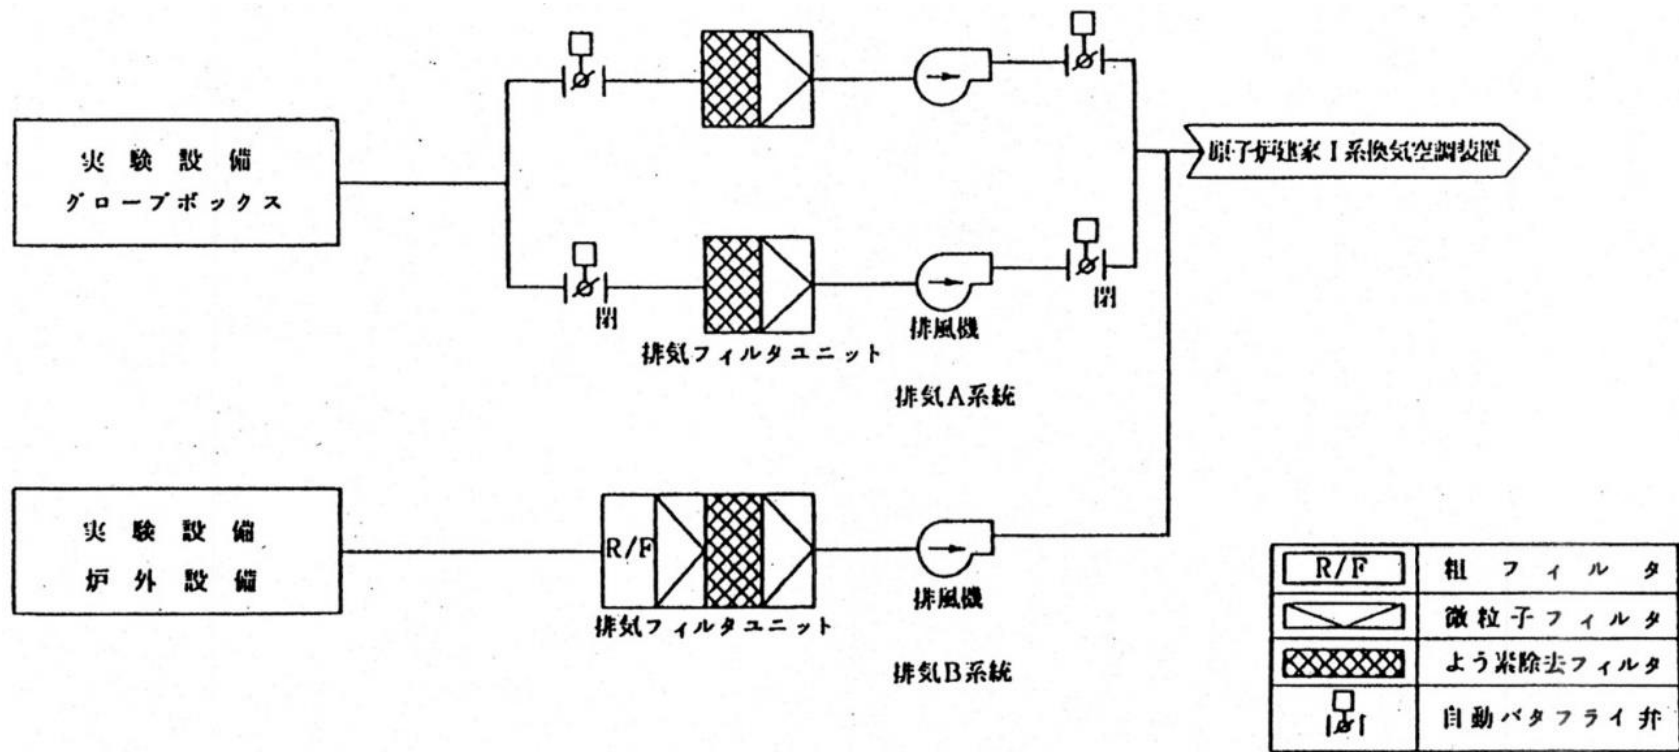 実験設備
グローブボックス
原子炉建家Ⅰ系換気空調装置
閉
閉
排気フィルタユニット
排風機
排気A系統
実験設備
炉外設備
R/F
排気フィルタユニット
排風機
排気B系統
R/F 粗フィルタ
微粒子フィルタ
よう素除去フィルタ
自動バタフライ弁